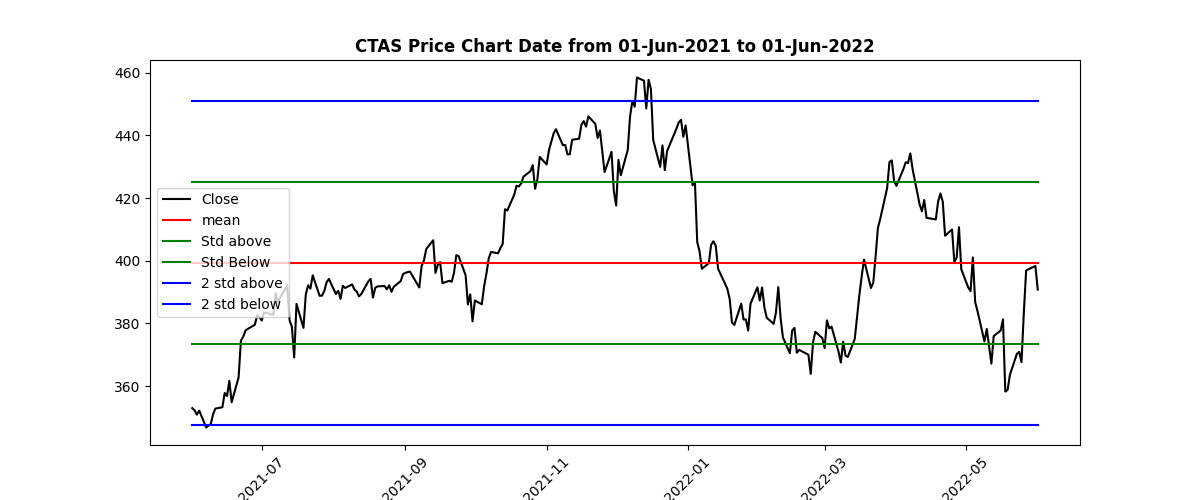 CTAS Price Chart Date from 01-Jun-2021 to 01-Jun-2022
460
440
420
400
380
360
Close
mean
Std above
Std Below
2 std above
2 std below
2021-07
2021-09
2021-11
2022-01
2022-03
2022-05